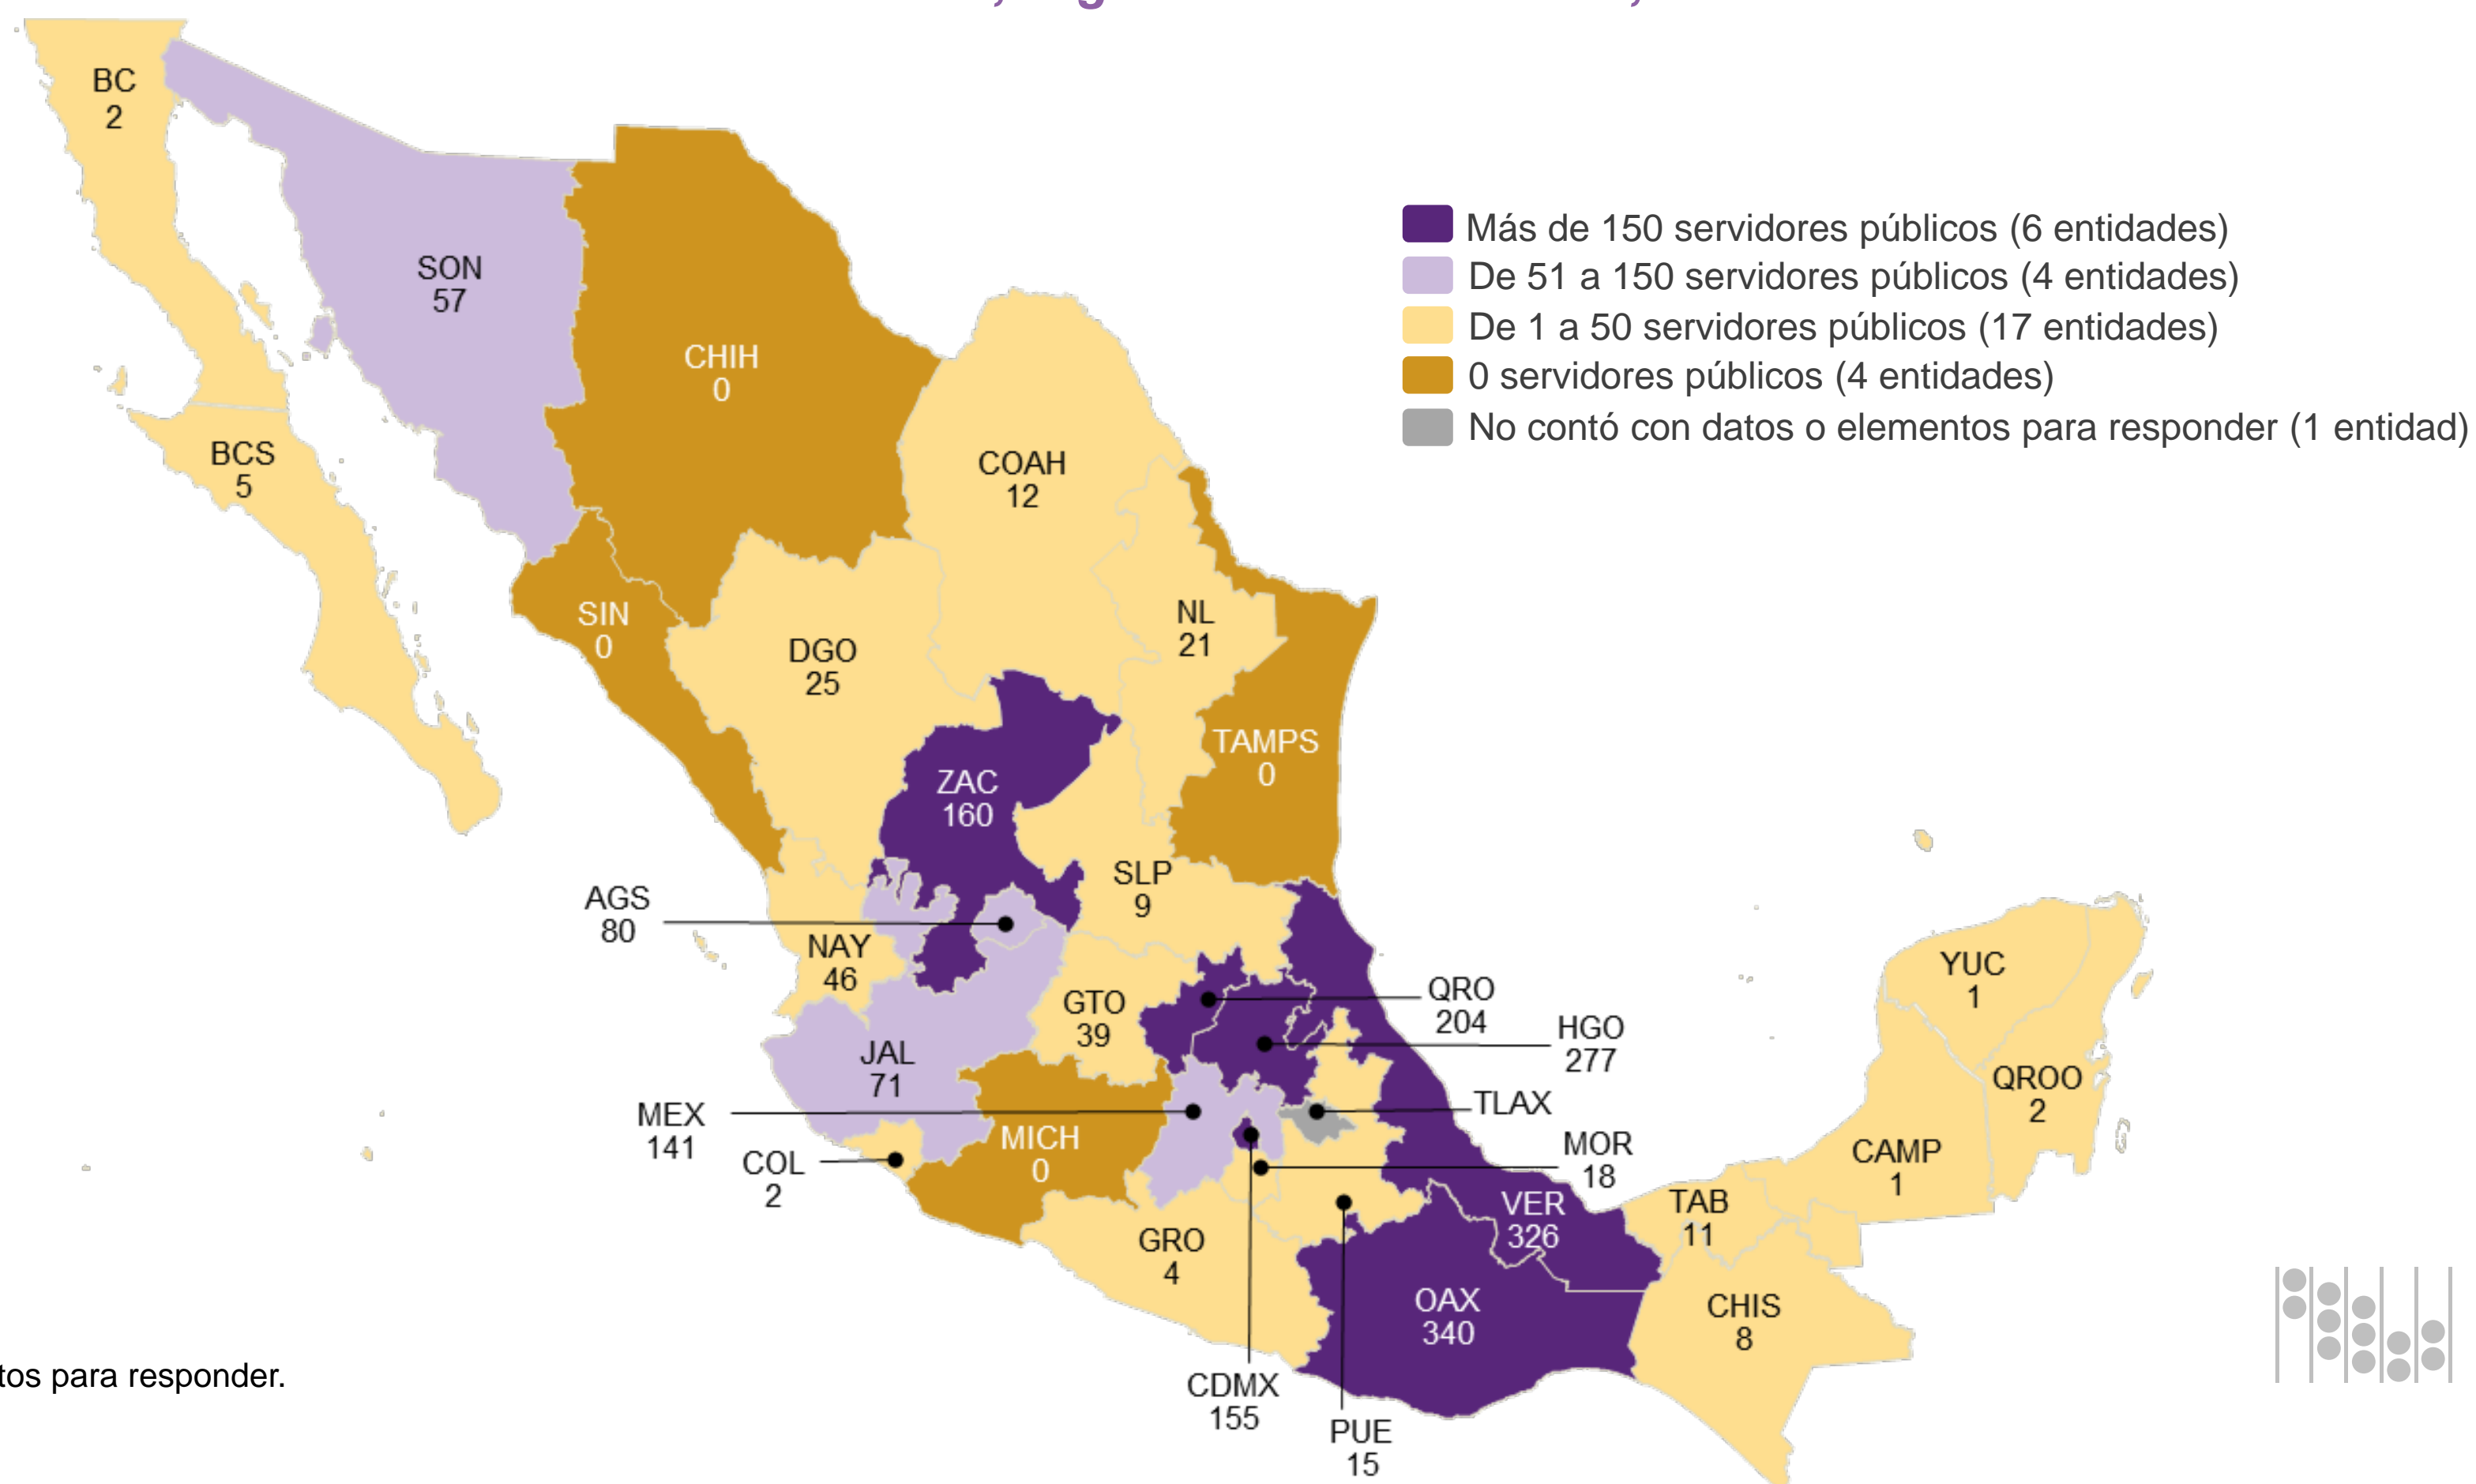 BC
2
SON
57
CHIH
0
Más de 150 servidores públicos (6 entidades)
De 51 a 150 servidores públicos (4 entidades)
De 1 a 50 servidores públicos (17 entidades)
0 servidores públicos (4 entidades)
No contó con datos o elementos para responder (1 entidad)
BCS
5
COAH
12
SIN
0
DGO
25
NL
21
TAMPS
0
ZAC
160
SLP
9
AGS
80
NAY
46
GTO
39
QRO
204
HGO
277
YUC
1
QROO
2
CAMP
1
JAL
71
MEX
141
COL
2
MICH
0
TLAX
MOR
18
VER
326
TAB
11
GRO
4
OAX
340
CHIS
8
CDMX
155
PUE
15
para responder.